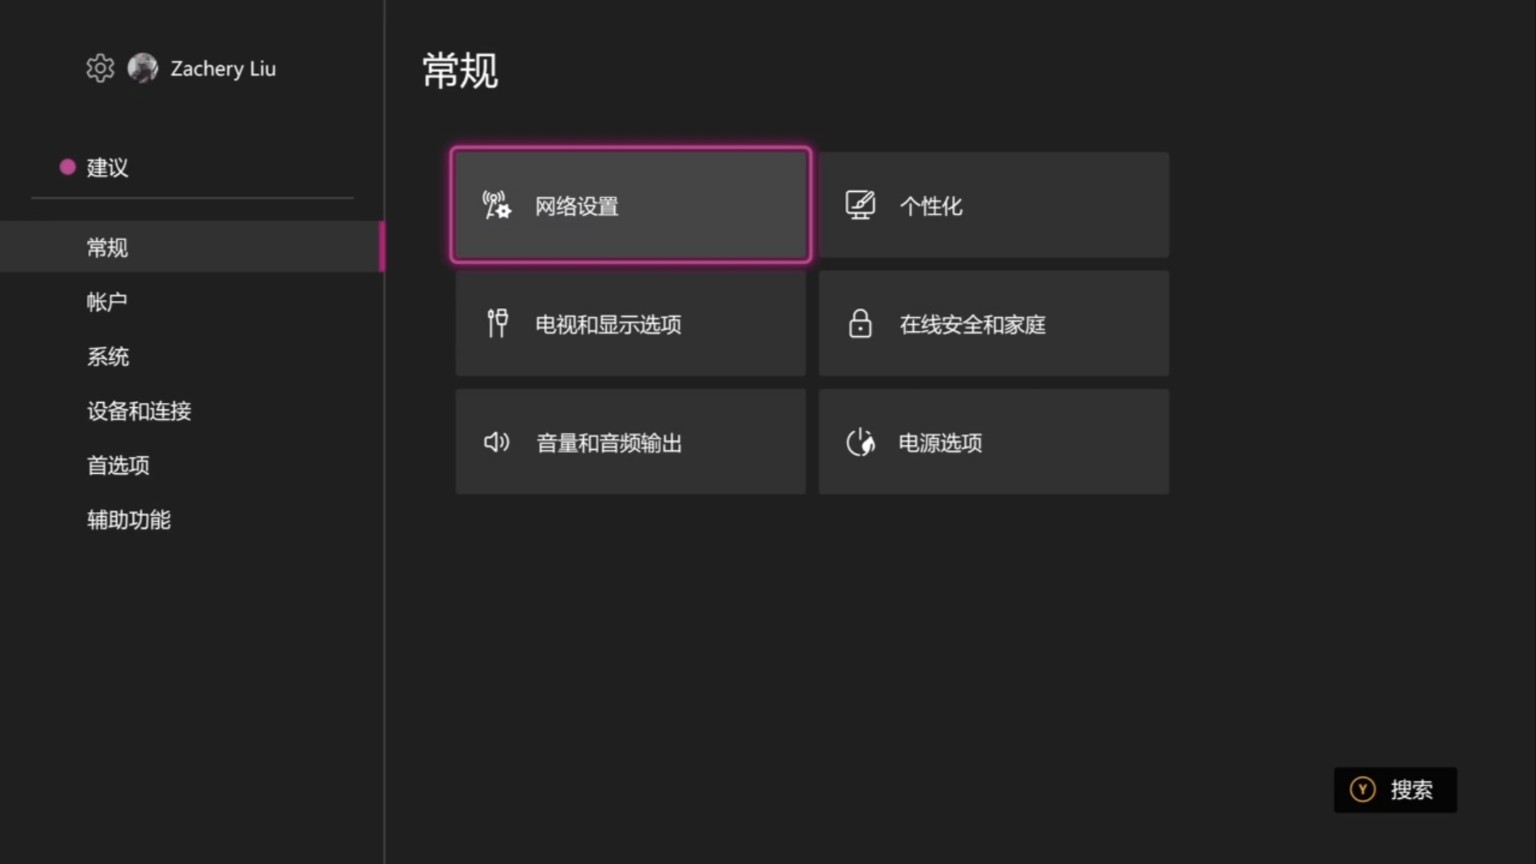 Zachery Liu
建议
常规
帐户
系统
设备和连接
首选项
辅助功能
常规
网络设置
个性化
电视和显示选项
在线安全和家庭
音量和音频输出
电源选项
Y 搜索